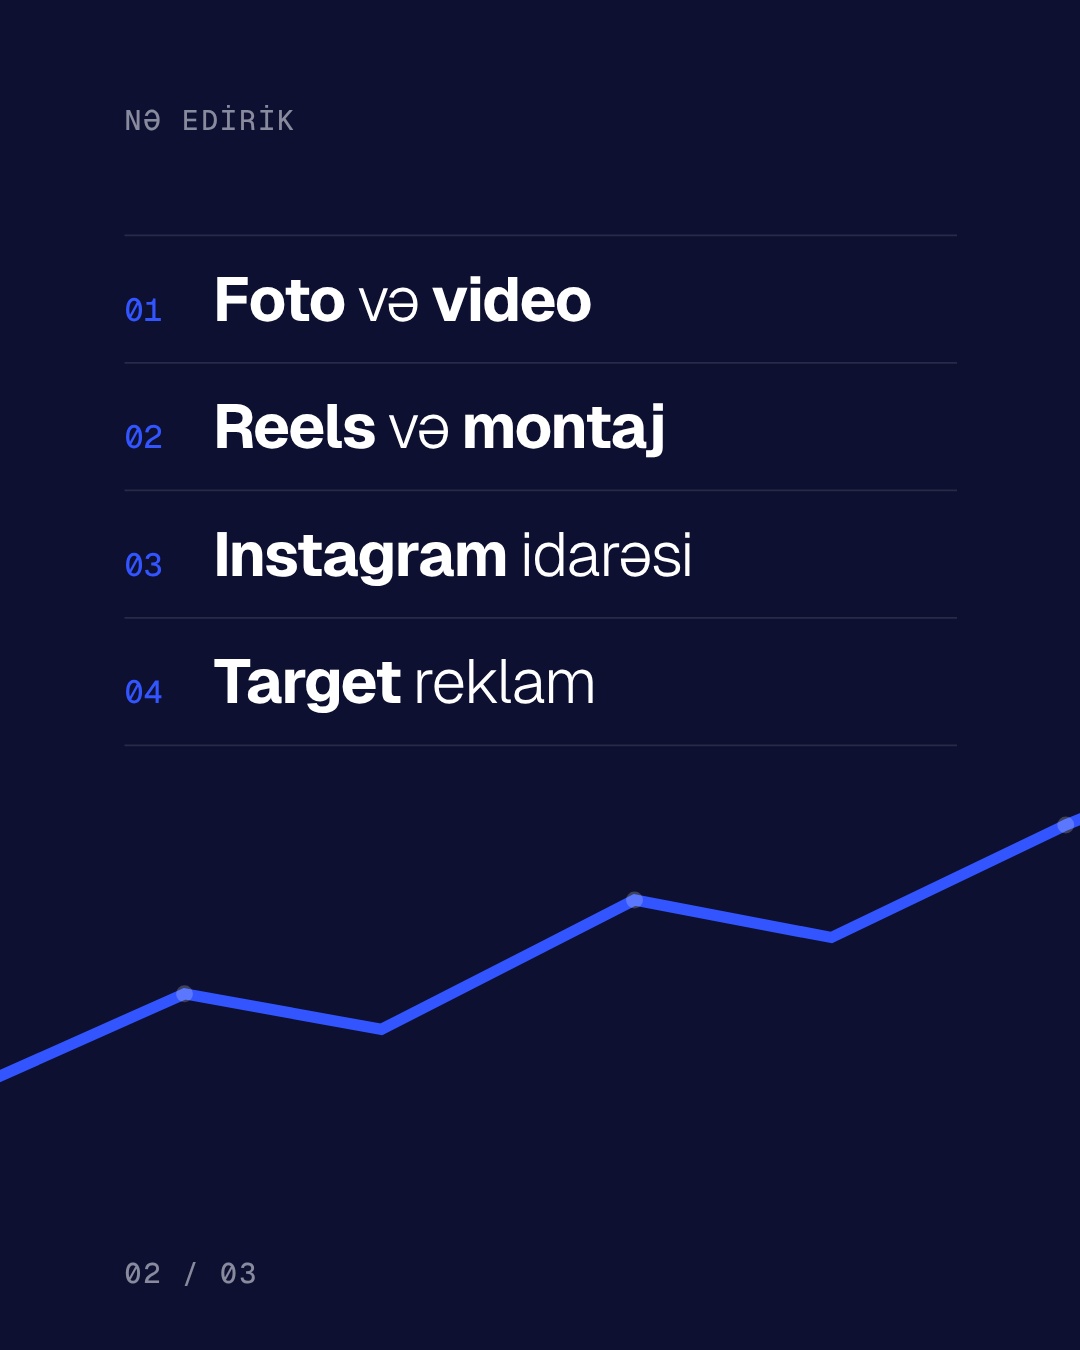 NƏ EDİRİK
01 Foto və video
02 Reels və montaj
03 Instagram idarəsi
04 Target reklam
02 / 03